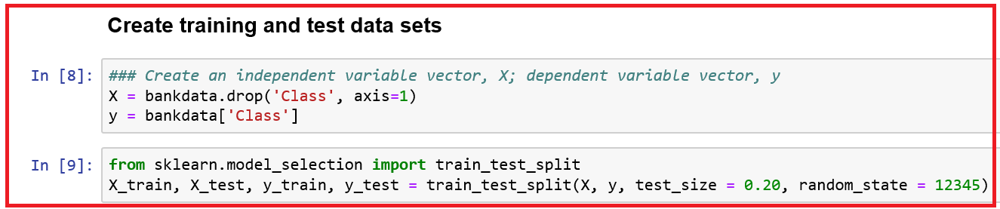 Create training and test data sets
In [8]: ### Create an independent variable vector, X; dependent variable vector, y
X = bankdata.drop('Class', axis=1)
y = bankdata['Class']
In [9]: from sklearn.model_selection import train_test_split
X_train, X_test, y_train, y_test = train_test_split(X, y, test_size = 0.20, random_state = 12345)